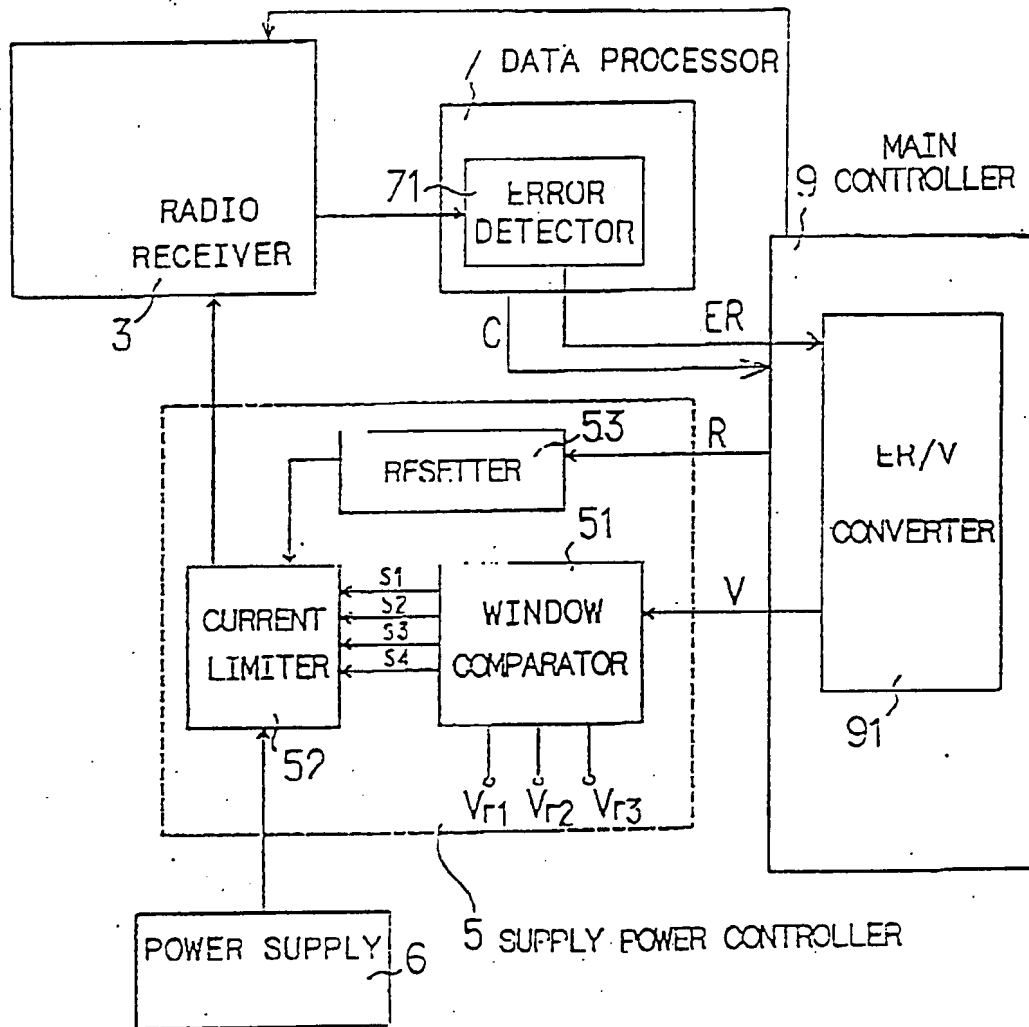 DATA PROCESSOR
MAIN
9 CONTROLLER
71
ERROR
DETECTOR
RADIO
RECEIVER
3
C
ER
53
R
RESETTER
ER/V
CONVERTER
51
S1
S2
S3
S4
CURRENT
LIMITER
WINDOW
COMPARATOR
V
52
91
Vr1 Vr2 Vr3
POWER SUPPLY
6
5 SUPPLY POWER CONTROLLER